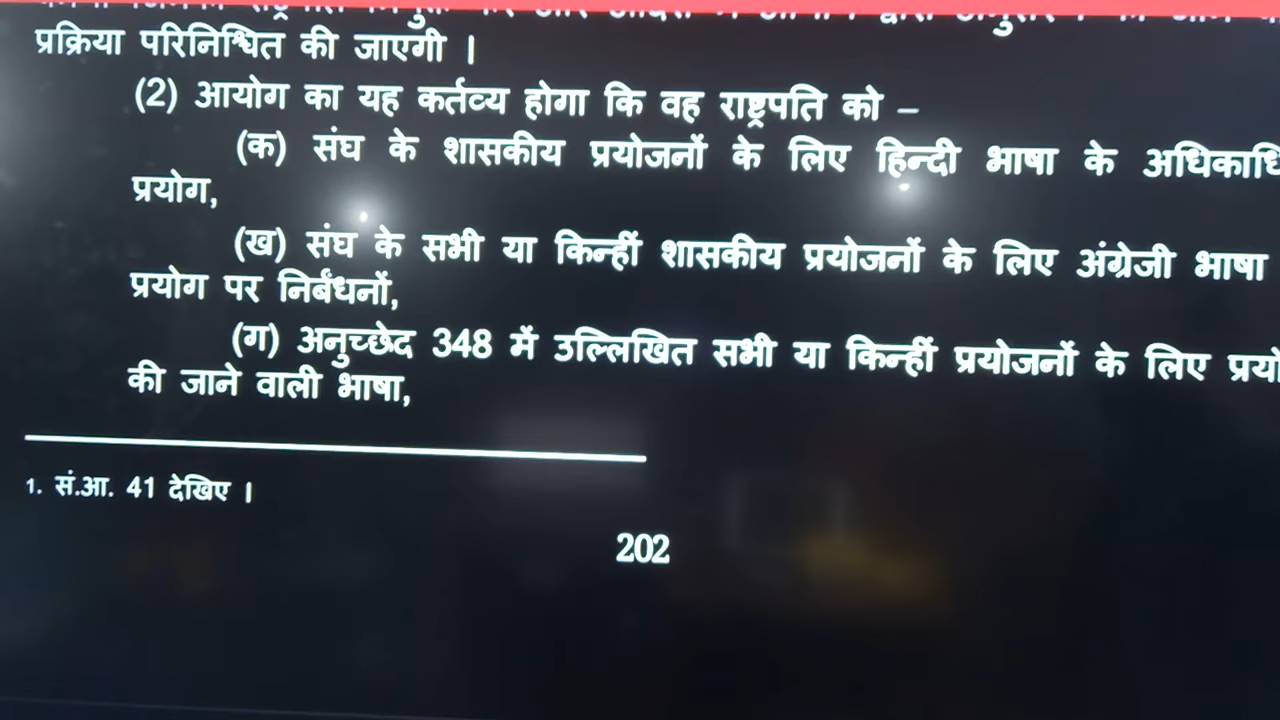 प्रक्रिया परिनिश्चित की जाएगी ।
(2) आयोग का यह कर्तव्य होगा कि वह राष्ट्रपति को –
(क) संघ के शासकीय प्रयोजनों के लिए हिन्दी भाषा के
प्रयोग,
(ख) संघ के सभी या किन्हीं शासकीय प्रयोजनों के लिए अंग्रेजी भाषा
प्रयोग पर निर्बंधनों,
(ग) अनुच्छेद 348 में उल्लिखित सभी या किन्हीं प्रयोजनों के लिए
की जाने वाली भाषा,
1. सं.आ. 41 देखिए ।
202